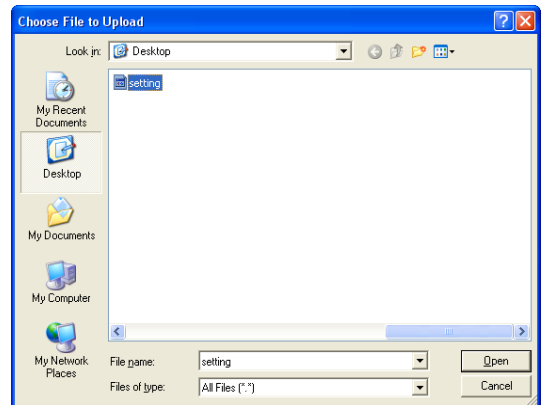 Choose File to Upload
Look in: Desktop
setting
My Recent
Documents
Desktop
My Documents
My Computer
My Network
Places
File name: setting
Open
Files of type: All Files (*.*)
Cancel